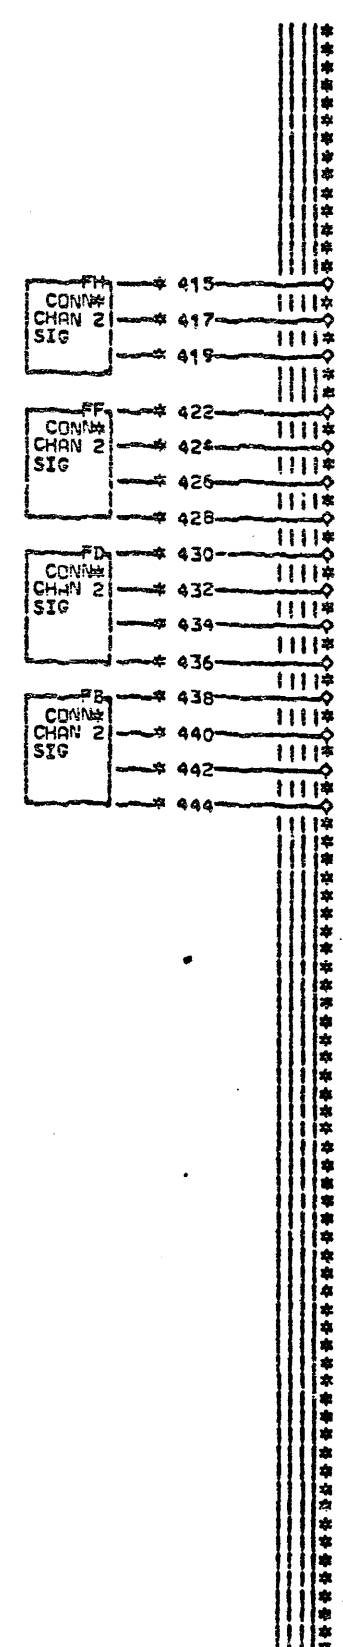 FH * 415
CONN*
CHAN 2 * 417
SIG
* 419
FF * 422
CONN*
CHAN 2 * 424
SIG
* 426
* 428
FD * 430
CONN*
CHAN 2 * 432
SIG
* 434
* 436
FB * 438
CONN*
CHAN 2 * 440
SIG
* 442
* 444